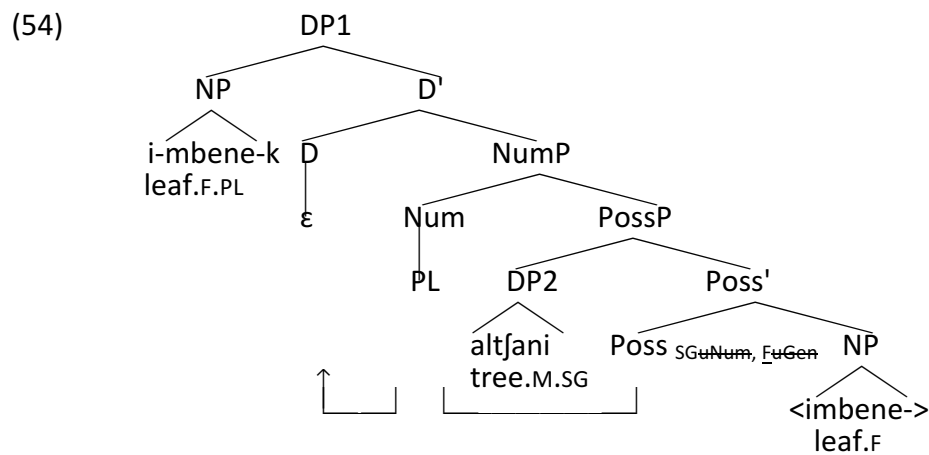 (54) DP1
NP D'
i-mbene-k D NumP
leaf.F.PL
ε Num PossP
PL DP2 Poss'
altʃani Poss SGuNum, FuGen NP
tree.M.SG
<imbene->
leaf.F